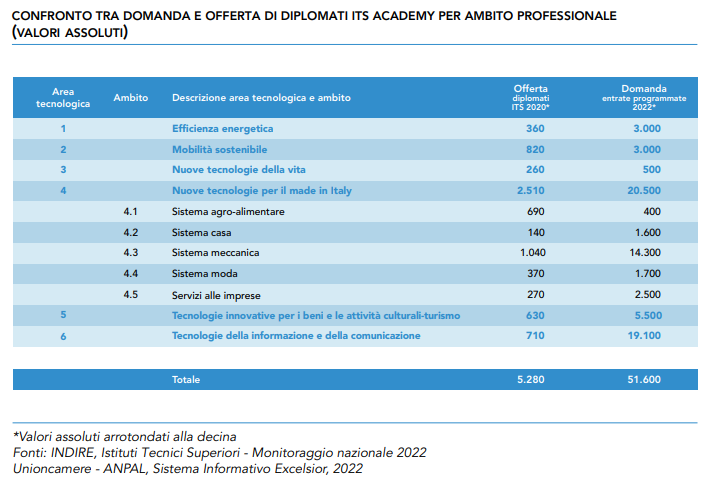 CONFRONTO TRA DOMANDA E OFFERTA DI DIPLOMATI ITS ACADEMY PER AMBITO PROFESSIONALE
(VALORI ASSOLUTI)
Area tecnologica Ambito Descrizione area tecnologica e ambito Offerta diplomati ITS 2020* Domanda entrate programmate 2022*
1 Efficienza energetica 360 3.000
2 Mobilità sostenibile 820 3.000
3 Nuove tecnologie della vita 260 500
4 Nuove tecnologie per il made in Italy 2.510 20.500
4.1 Sistema agro-alimentare 690 400
4.2 Sistema casa 140 1.600
4.3 Sistema meccanica 1.040 14.300
4.4 Sistema moda 370 1.700
4.5 Servizi alle imprese 270 2.500
5 Tecnologie innovative per i beni e le attività culturali-turismo 630 5.500
6 Tecnologie della informazione e della comunicazione 710 19.100
Totale 5.280 51.600
*Valori assoluti arrotondati alla decina
Fonti: INDIRE, Istituti Tecnici Superiori - Monitoraggio nazionale 2022
Unioncamere - ANPAL, Sistema Informativo Excelsior, 2022